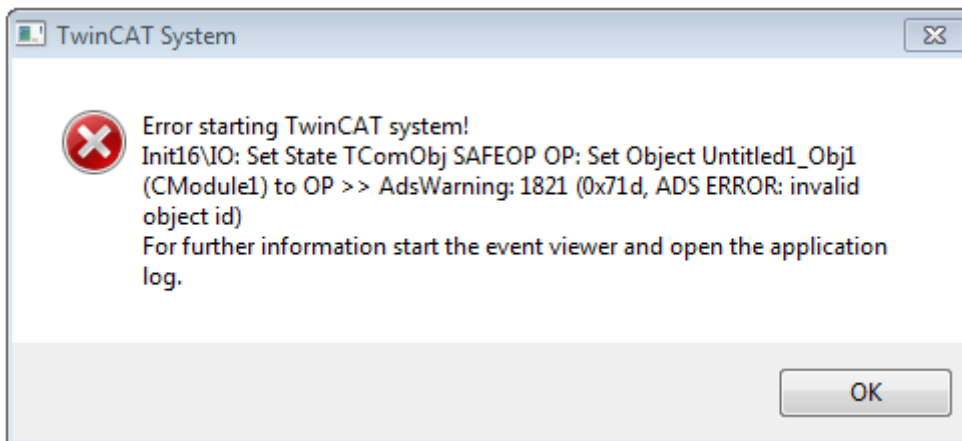 TwinCAT System
Error starting TwinCAT system!
Init16\IO: Set State TComObj SAFEOP OP: Set Object Untitled1_Obj1
(CModule1) to OP >> AdsWarning: 1821 (0x71d, ADS ERROR: invalid
object id)
For further information start the event viewer and open the application
log.
OK